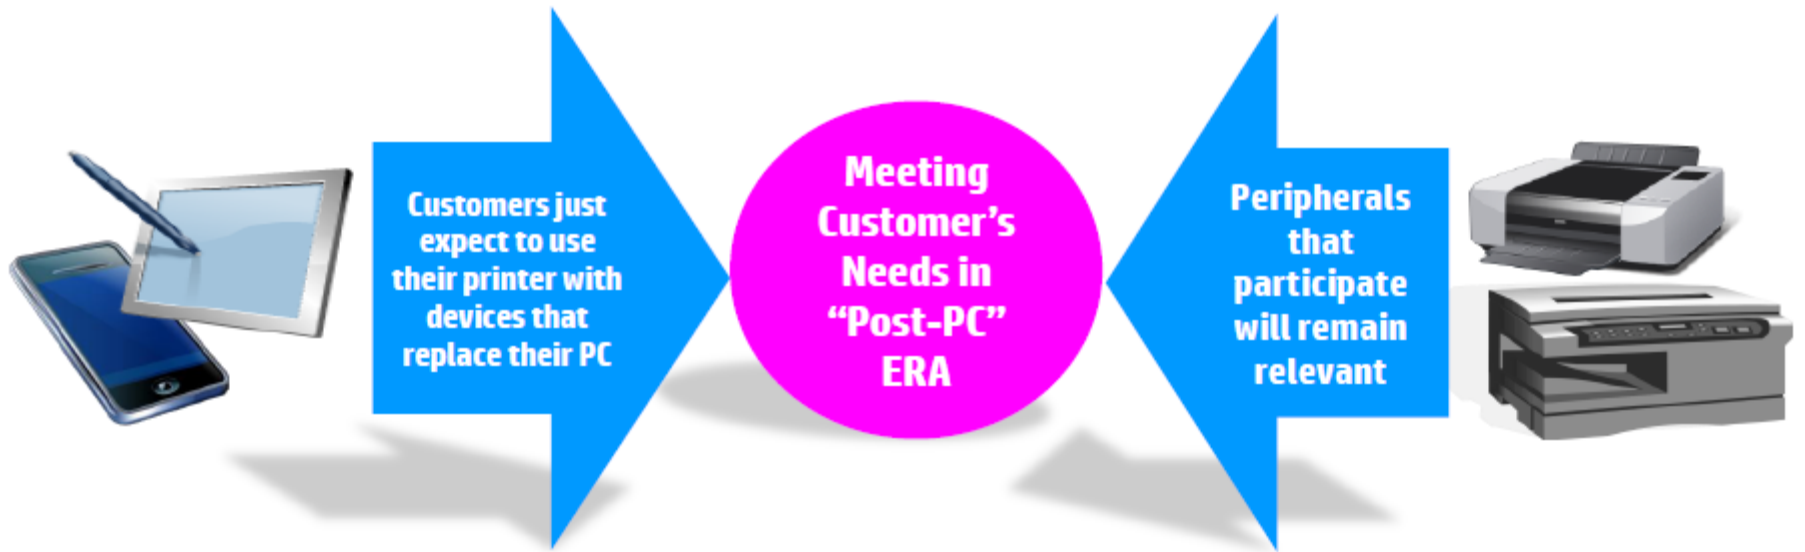 Customers just
expect to use
their printer with
devices that
replace their PC
Meeting
Customer’s
Needs in
“Post-PC”
ERA
Peripherals
that
participate
will remain
relevant